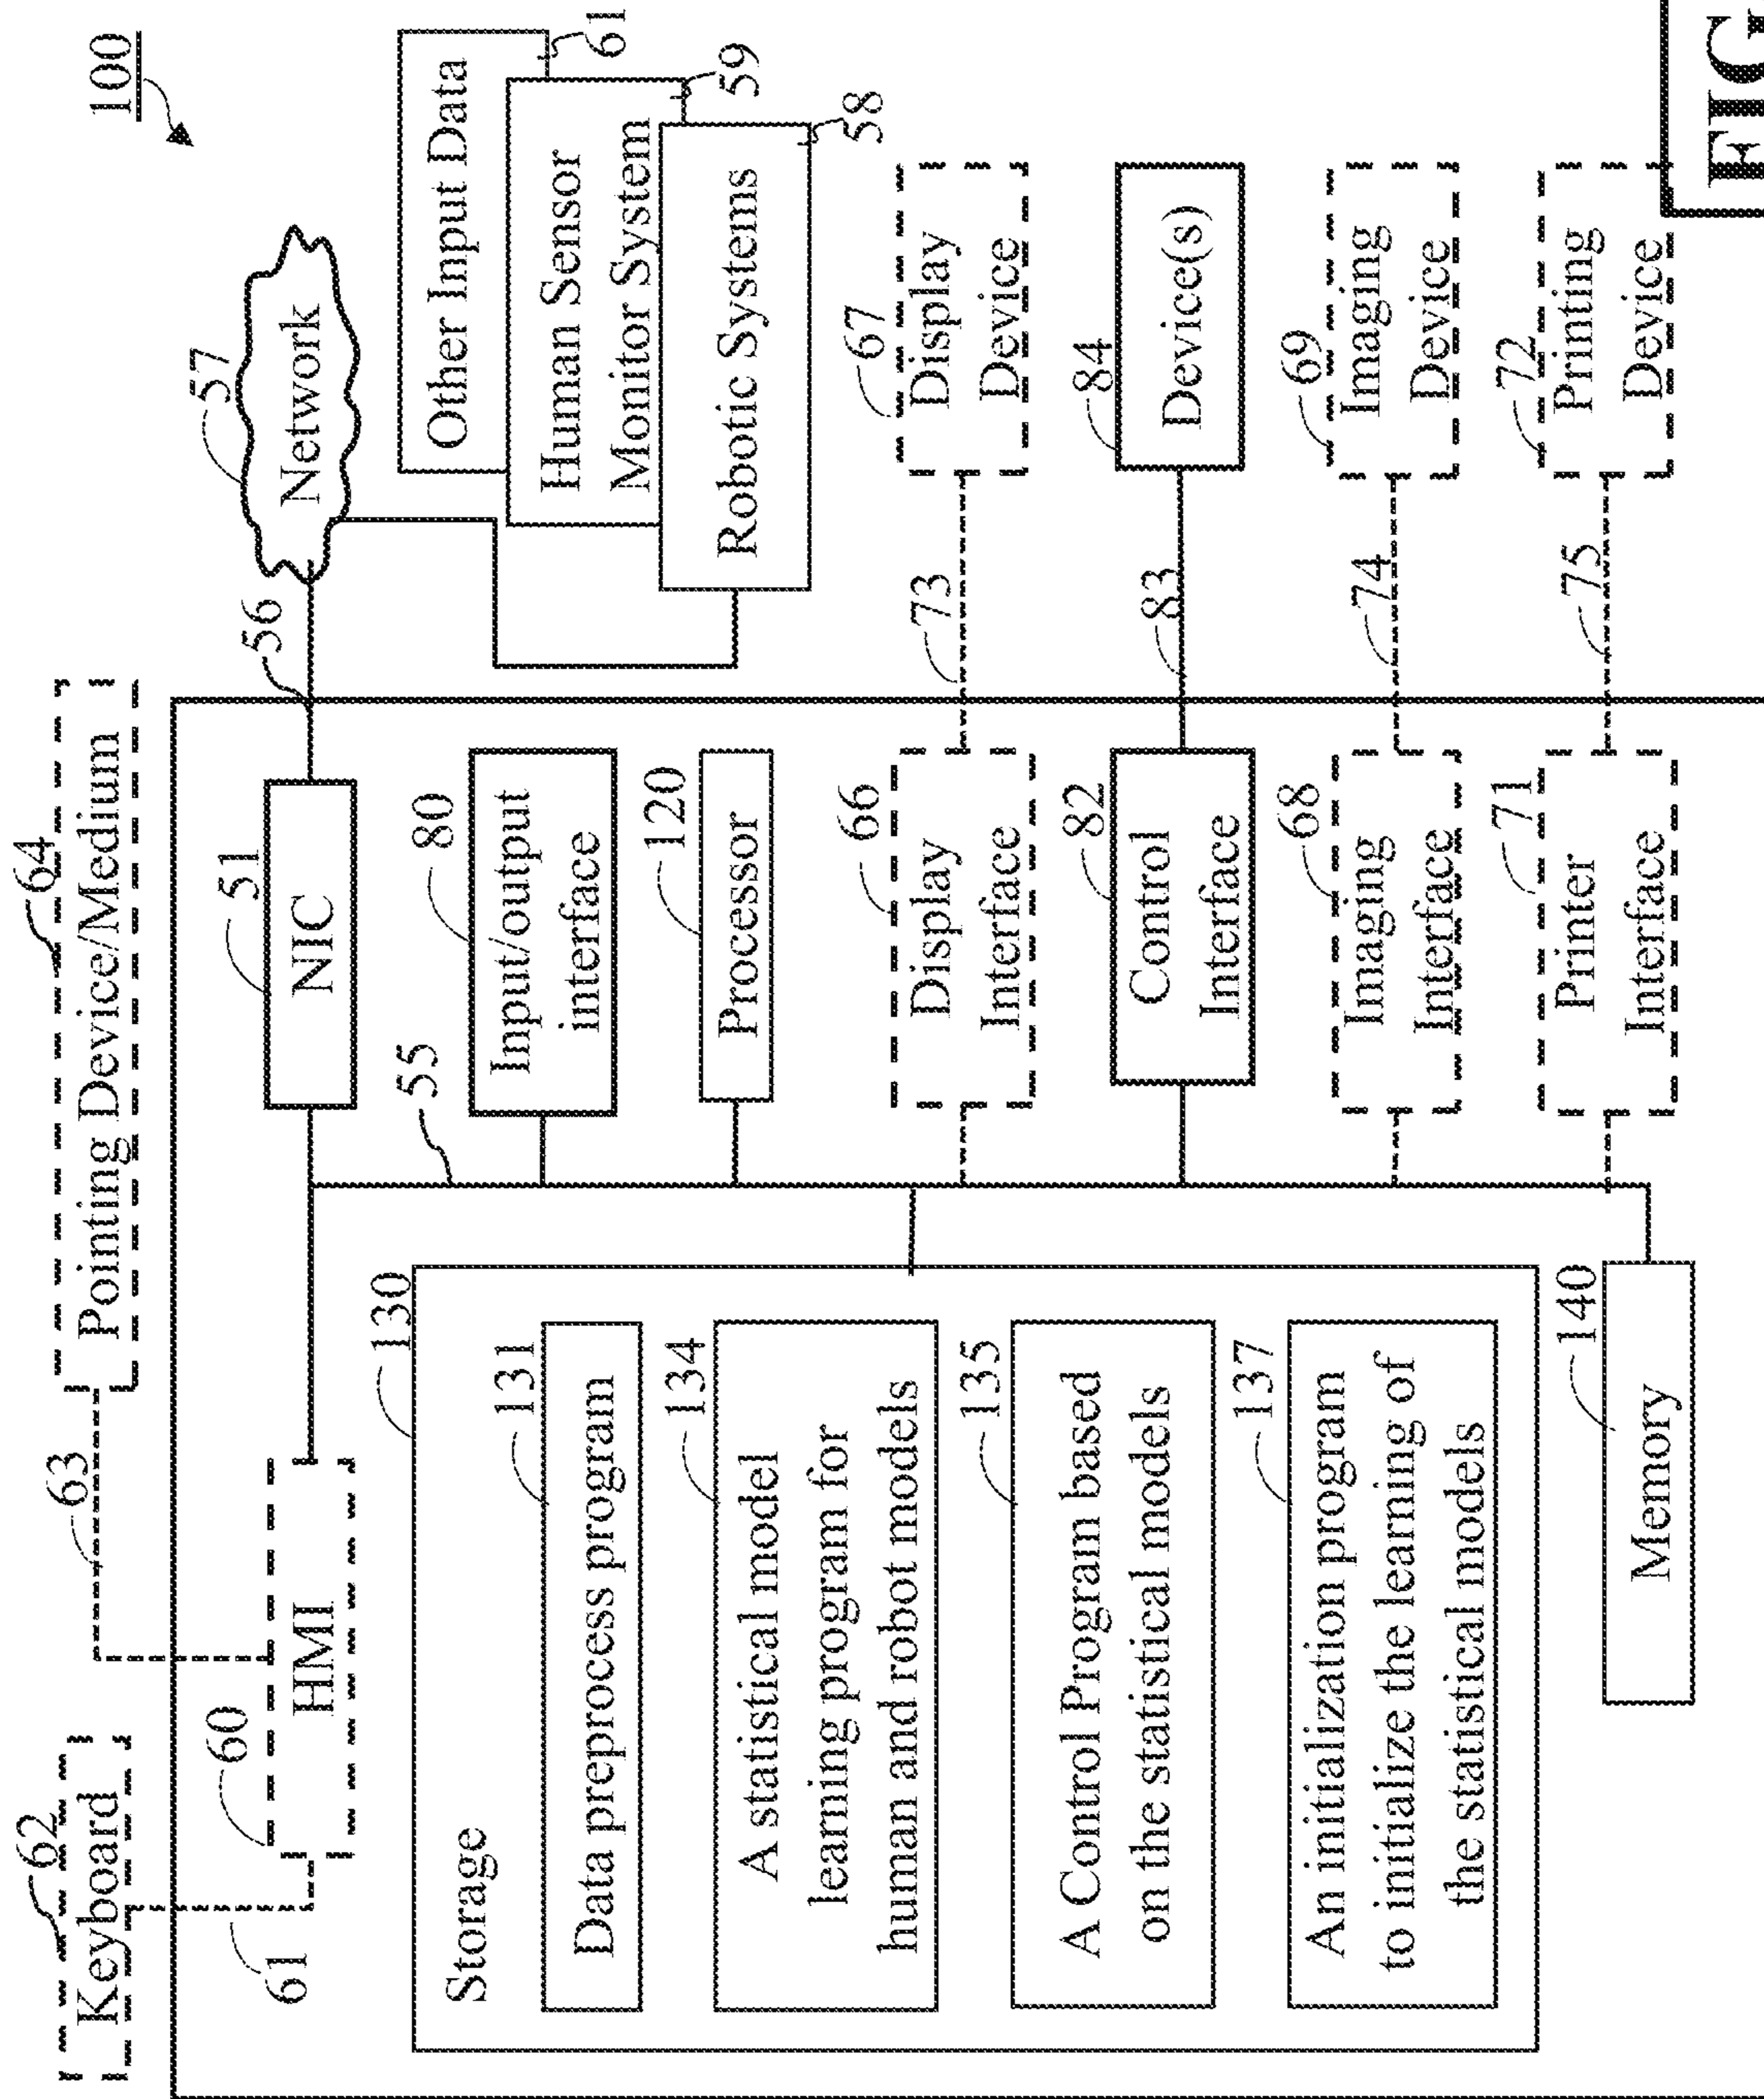 100
62
Keyboard
64
Pointing Device/Medium
61
63
60
HMI
51
NIC
56
57
Network
Other Input Data
61
Human Sensor
Monitor System
59
Robotic Systems
58
55
80
Input/output
interface
120
Processor
130
Storage
131
Data preprocess program
134
A statistical model
learning program for
human and robot models
135
A Control Program based
on the statistical models
137
An initialization program
to initialize the learning of
the statistical models
140
Memory
66
Display
Interface
73
67
Display
Device
82
Control
Interface
83
84
Device(s)
68
Imaging
Interface
74
69
Imaging
Device
71
Printer
Interface
75
72
Printing
Device
FIG